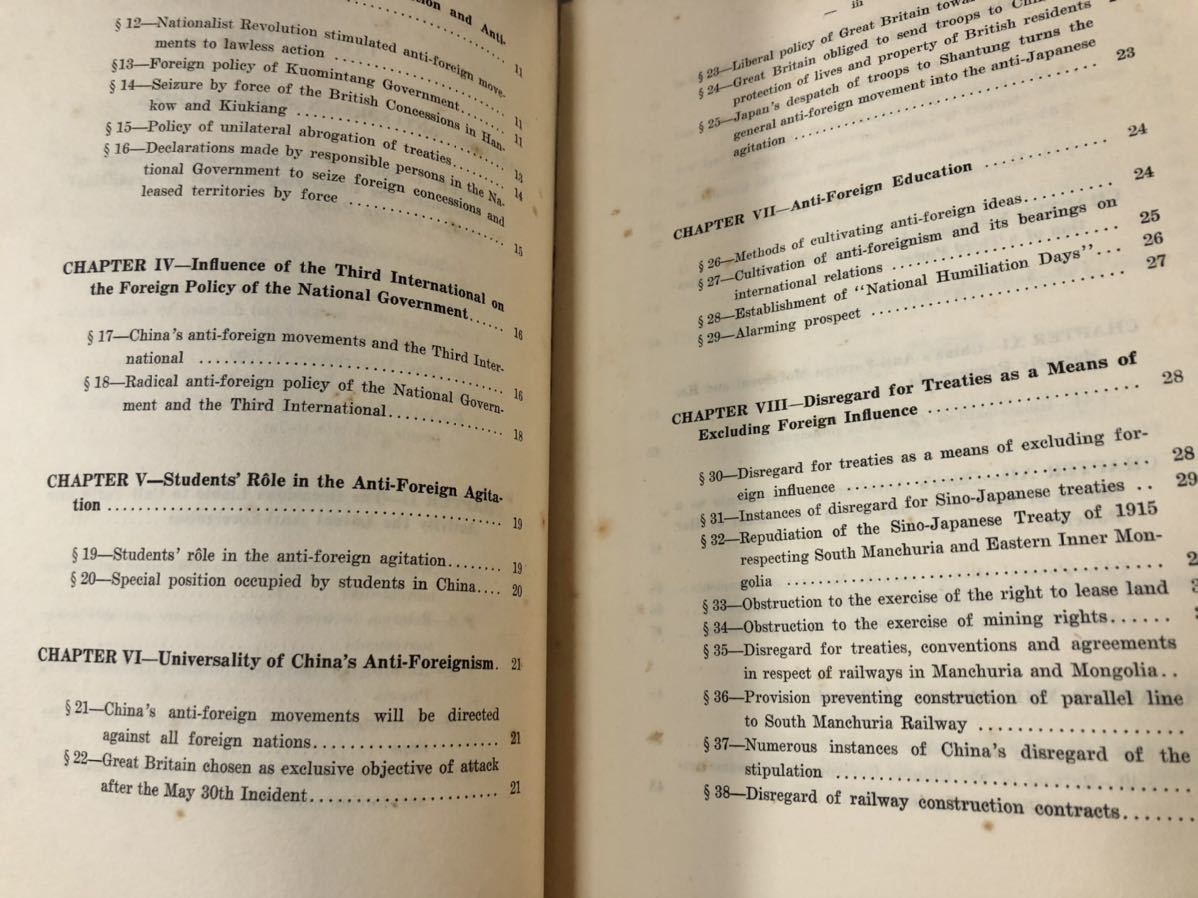 and Anti-
§ 12—Nationalist Revolution stimulated anti-foreign move-
ments to lawless action .................... 11
§13—Foreign policy of Kuomintang Government.......... 11
§ 14—Seizure by force of the British Concessions in Han-
kow and Kiukiang .................... 11
§ 15—Policy of unilateral abrogation of treaties.......... 13
§ 16—Declarations made by responsible persons in the Na-
tional Government to seize foreign concessions and 14
leased territories by force .................... 15
CHAPTER IV—Influence of the Third International on
the Foreign Policy of the National Government...... 16
§ 17—China's anti-foreign movements and the Third Inter-
national .................... 16
§ 18—Radical anti-foreign policy of the National Govern-
ment and the Third International............ 18
CHAPTER V—Students' Rôle in the Anti-Foreign Agita-
tion .................... 19
§ 19—Students' rôle in the anti-foreign agitation........ 19
§ 20—Special position occupied by students in China.... 20
CHAPTER VI—Universality of China's Anti-Foreignism. 21
§ 21—China's anti-foreign movements will be directed
against all foreign nations.................... 21
§ 22—Great Britain chosen as exclusive objective of attack
after the May 30th Incident.................... 21
— iii
§ 23—Liberal policy of Great Britain
§ 24—Great Britain obliged to send troops to
protection of lives and property of British residents
§ 25—Japan's despatch of troops to Shantung turns the
general anti-foreign movement into the anti-Japanese 23
agitation ....................
CHAPTER VII—Anti-Foreign Education ............ 24
§ 26—Methods of cultivating anti-foreign ideas.......... 24
§ 27—Cultivation of anti-foreignism and its bearings on
international relations .................... 25
§ 28—Establishment of "National Humiliation Days"... 26
§ 29—Alarming prospect .................... 27
CHAPTER VIII—Disregard for Treaties as a Means of
Excluding Foreign Influence .................... 28
§ 30—Disregard for treaties as a means of excluding for-
eign influence .................... 28
§ 31—Instances of disregard for Sino-Japanese treaties .. 29
§ 32—Repudiation of the Sino-Japanese Treaty of 1915
respecting South Manchuria and Eastern Inner Mon-
golia ....................
§ 33—Obstruction to the exercise of the right to lease land
§ 34—Obstruction to the exercise of mining rights......
§ 35—Disregard for treaties, conventions and agreements
in respect of railways in Manchuria and Mongolia..
§ 36—Provision preventing construction of parallel line
to South Manchuria Railway ....................
§ 37—Numerous instances of China's disregard of the
stipulation ....................
§ 38—Disregard of railway construction contracts.......